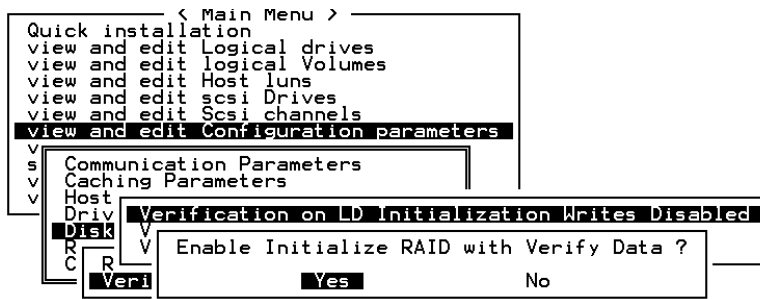 < Main Menu >
Quick installation
view and edit Logical drives
view and edit logical Volumes
view and edit Host luns
view and edit scsi Drives
view and edit Scsi channels
view and edit Configuration parameters
v
s
v
v
Communication Parameters
Caching Parameters
Host
Driv
Disk
R
C
Verification on LD Initialization Writes Disabled
V
V
R
Veri
Enable Initialize RAID with Verify Data ?
Yes No